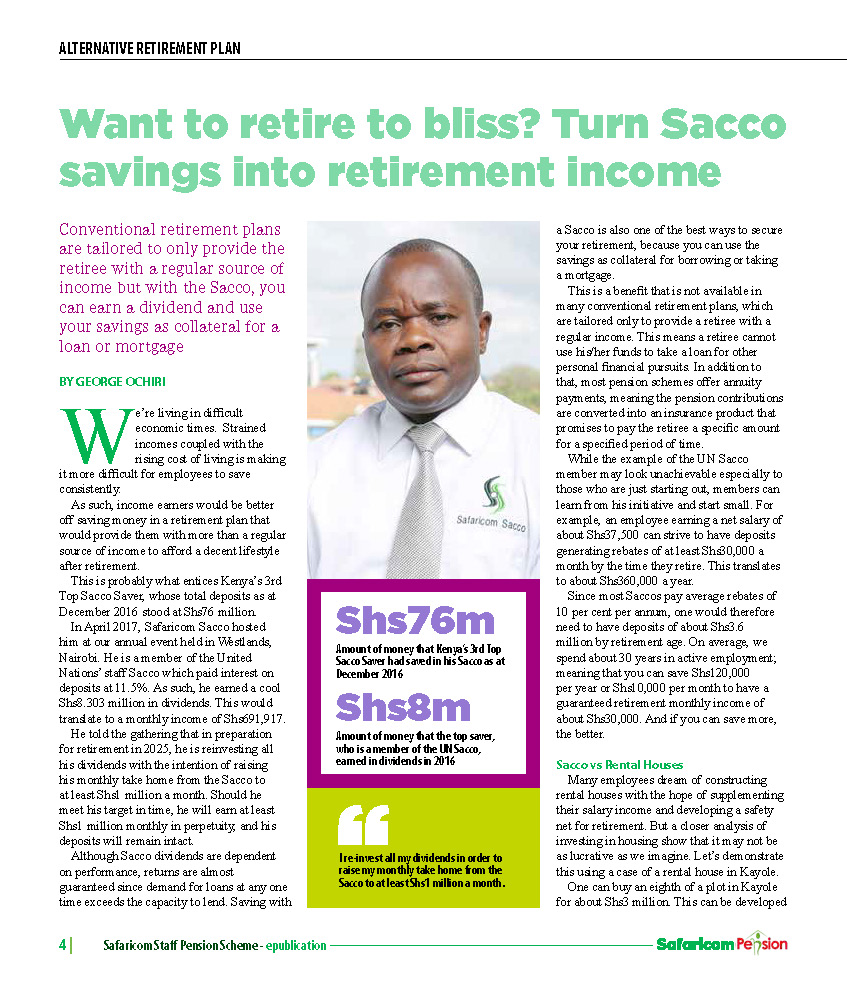 ALTERNATIVE RETIREMENT PLAN
Want to retire to bliss? Turn Sacco
savings into retirement income
Conventional retirement plans
are tailored to only provide the
retiree with a regular source of
income but with the Sacco, you
can earn a dividend and use
your savings as collateral for a
loan or mortgage
BY GEORGE OCHIRI
We're living in difficult
economic times. Strained
incomes coupled with the
rising cost of living is making
it more difficult for employees to save
consistently.
As such, income earners would be better
off saving money in a retirement plan that
would provide them with more than a regular
source of income to afford a decent lifestyle
after retirement.
This is probably what entices Kenya's 3rd
Top Sacco Saver, whose total deposits as at
December 2016 stood at Shs76 million.
In April 2017, Safaricom Sacco hosted
him at our annual event held in Westlands,
Nairobi. He is a member of the United
Nations' staff Sacco which paid interest on
deposits at 11.5%. As such, he earned a cool
Shs8.303 million in dividends. This would
translate to a monthly income of Shs691,917.
He told the gathering that in preparation
for retirement in 2025, he is reinvesting all
his dividends with the intention of raising
his monthly take home from the Sacco to
at least Shs1 million a month. Should he
meet his target in time, he will earn at least
Shs1 million monthly in perpetuity, and his
deposits will remain intact.
Although Sacco dividends are dependent
on performance, returns are almost
guaranteed since demand for loans at any one
time exceeds the capacity to lend. Saving with
Safaricom Sacco
Shs76m
Amount of money that Kenya's 3rd Top
Sacco Saver had saved in his Sacco as at
December 2016
Shs8m
Amount of money that the top saver,
who is a member of the UN Sacco,
earned in dividends in 2016
“
I re-invest all my dividends in order to
raise my monthly take home from the
Sacco to at least Shs1 million a month.
a Sacco is also one of the best ways to secure
your retirement, because you can use the
savings as collateral for borrowing or taking
a mortgage.
This is a benefit that is not available in
many conventional retirement plans, which
are tailored only to provide a retiree with a
regular income. This means a retiree cannot
use his/her funds to take a loan for other
personal financial pursuits. In addition to
that, most pension schemes offer annuity
payments, meaning the pension contributions
are converted into an insurance product that
promises to pay the retiree a specific amount
for a specified period of time.
While the example of the UN Sacco
member may look unachievable especially to
those who are just starting out, members can
learn from his initiative and start small. For
example, an employee earning a net salary of
about Shs37,500 can strive to have deposits
generating rebates of at least Shs30,000 a
month by the time they retire. This translates
to about Shs360,000 a year.
Since most Saccos pay average rebates of
10 per cent per annum, one would therefore
need to have deposits of about Shs3.6
million by retirement age. On average, we
spend about 30 years in active employment;
meaning that you can save Shs120,000
per year or Shs10,000 per month to have a
guaranteed retirement monthly income of
about Shs30,000. And if you can save more,
the better.
Sacco vs Rental Houses
Many employees dream of constructing
rental houses with the hope of supplementing
their salary income and developing a safety
net for retirement. But a closer analysis of
investing in housing show that it may not be
as lucrative as we imagine. Let's demonstrate
this using a case of a rental house in Kayole.
One can buy an eighth of a plot in Kayole
for about Shs3 million. This can be developed
4 | Safaricom Staff Pension Scheme - epublication
Safaricom Pension